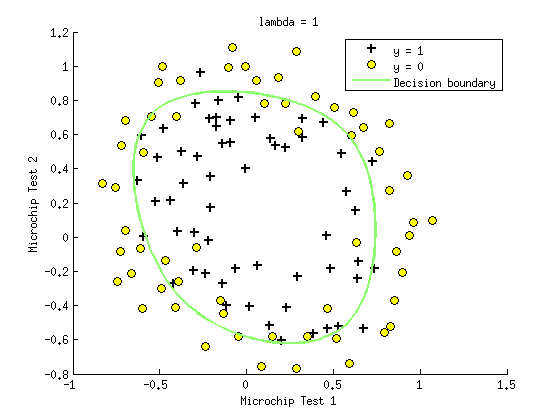 lambda = 1
y = 1
y = 0
Decision boundary
Microchip Test 2
1.2
1
0.8
0.6
0.4
0.2
0
-0.2
-0.4
-0.6
-0.8
-1
-0.5
0
0.5
1
1.5
Microchip Test 1